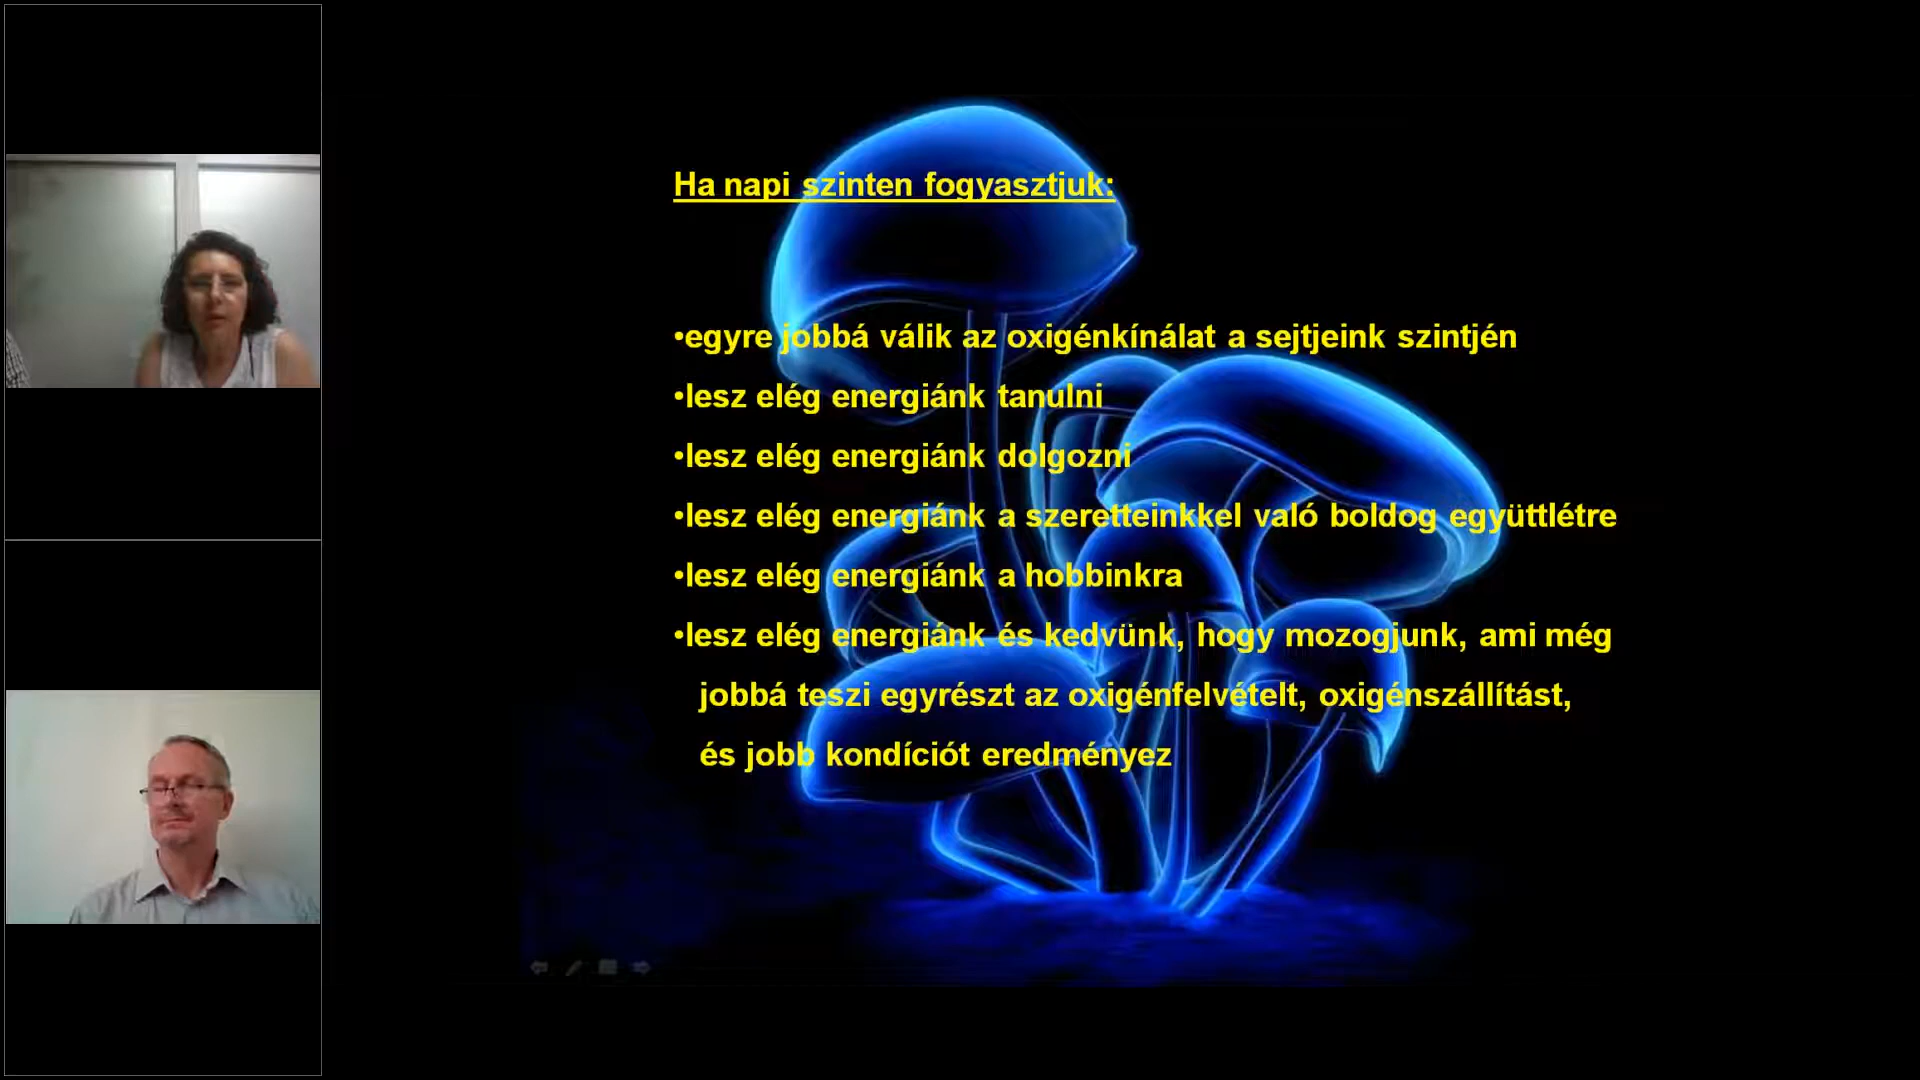 Ha napi szinten fogyasztjuk:
•egyre jobbá válik az oxigénkínálat a sejtjeink szintjén
•lesz elég energiánk tanulni
•lesz elég energiánk dolgozni
•lesz elég energiánk a szeretteinkkel való boldog együttlétre
•lesz elég energiánk a hobbinkra
•lesz elég energiánk és kedvünk, hogy mozogjunk, ami még
jobbá teszi egyrészt az oxigénfelvételt, oxigénszállítást,
és jobb kondíciót eredményez